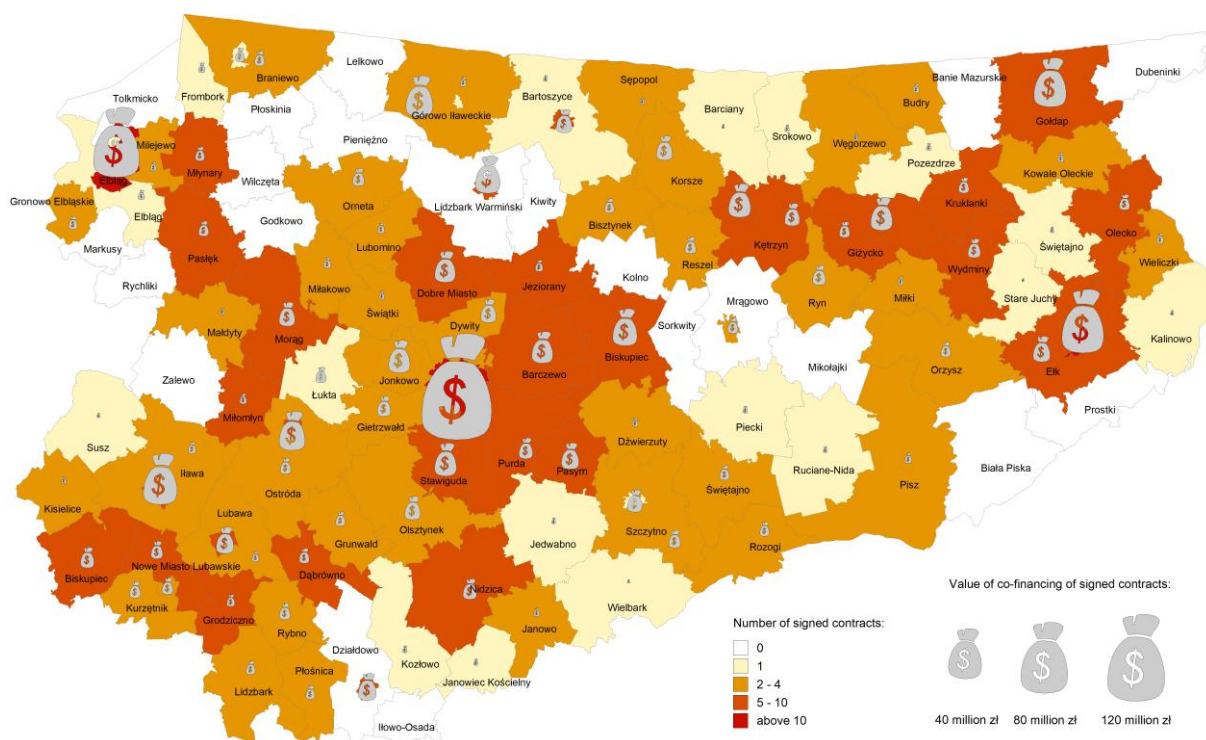 Lelkowo
Sępopol
Banie Mazurskie
Dubeninki
Braniewo
Bartoszyce
Tolkmicko
Frombork
Płoskinia
Górowo Iławeckie
Barciany
Budry
Gołdap
Milejewo
Pieniężno
Srokowo
Węgorzewo
Młynary
Pozezdrze
Kowale Oleckie
Elbląg
Wilczęta
Korsze
Gronowo Elbląskie
Orneta
Lidzbark Warmiński
Kiwity
Kruklanki
Elbląg
Godkowo
Bisztynek
Kętrzyn
Giżycko
Świętajno
Olecko
Markusy
Lubomino
Pasłęk
Reszel
Wydminy
Wieliczki
Rychliki
Miłakowo
Dobre Miasto
Jeziorany
Kolno
Mrągowo
Ryn
Miłki
Stare Juchy
Świątki
Małdyty
Dywity
Sorkwity
Kalinowo
Morąg
Biskupiec
Zalewo
Jonkowo
Barczewo
Mikołajki
Orzysz
Ełk
Łukta
Miłomłyn
Prostki
Gietrzwałd
Piecki
Susz
Dźwierzuty
Iława
Purda
Pasym
Ruciane-Nida
Biała Piska
Stawiguda
Kisielice
Ostróda
Świętajno
Pisz
Lubawa
Olsztynek
Szczytno
Grunwald
Rozogi
Jedwabno
Biskupiec
Nowe Miasto Lubawskie
Dąbrówno
Nidzica
Kurzętnik
Wielbark
Grodziczno
Rybno
Janowo
Działdowo
Kozłowo
Płośnica
Lidzbark
Janowiec Kościelny
Iłowo-Osada
Number of signed contracts:
0
1
2 - 4
5 - 10
above 10
Value of co-financing of signed contracts:
40 million zł
80 million zł
120 million zł